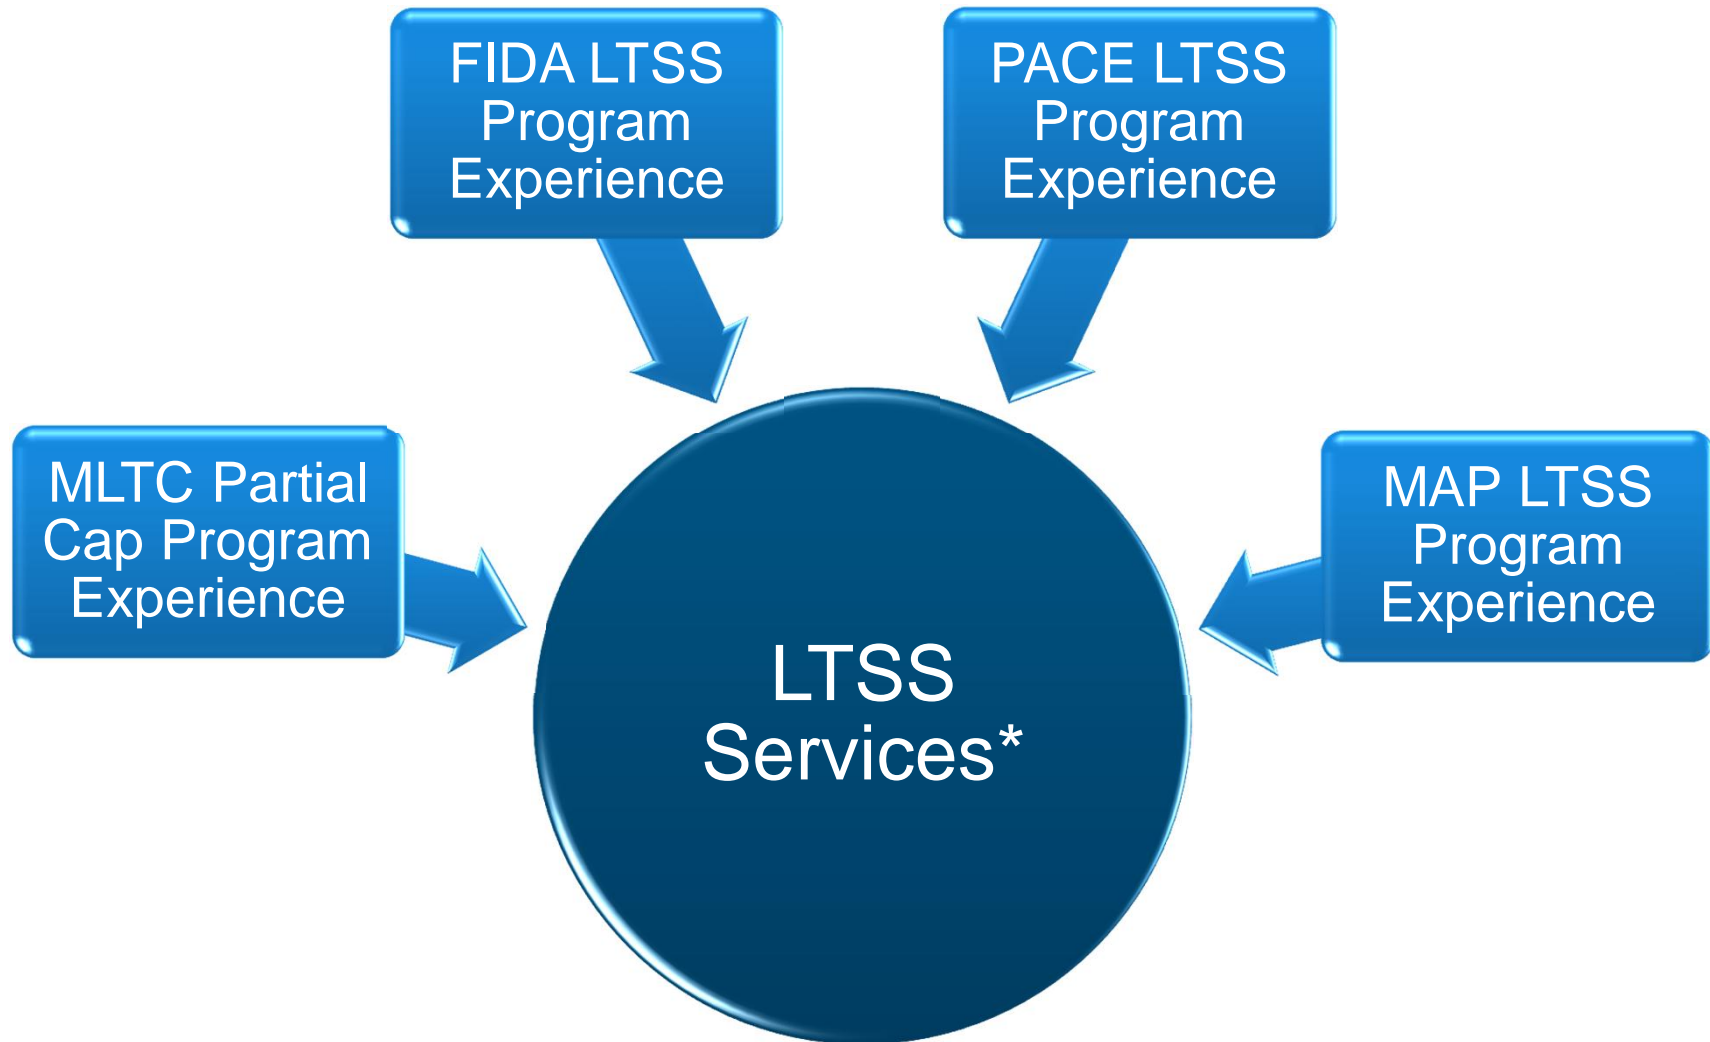 FIDA LTSS
Program
Experience
PACE LTSS
Program
Experience
MLTC Partial
Cap Program
Experience
MAP LTSS
Program
Experience
LTSS
Services*